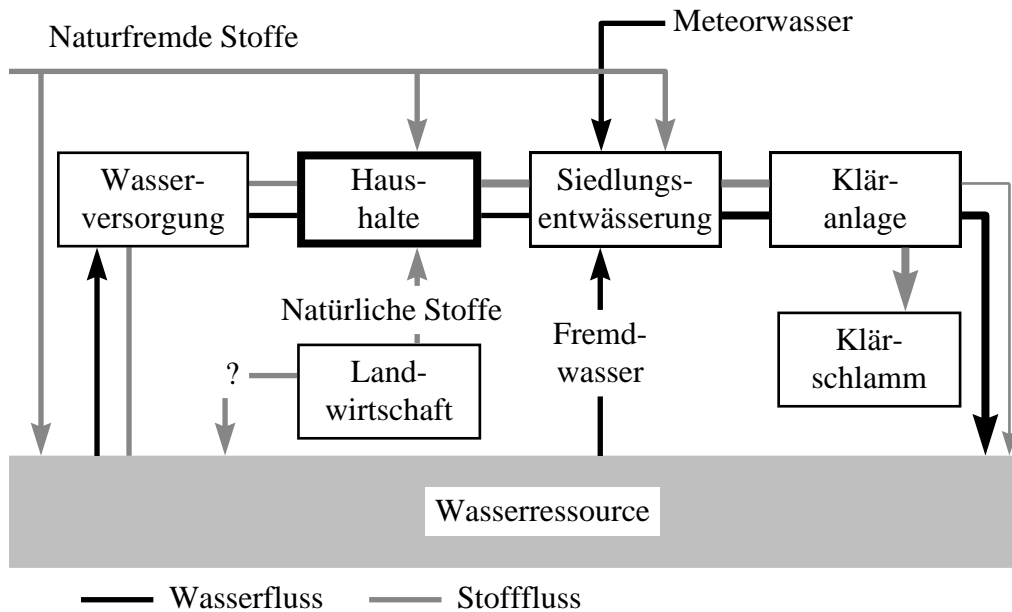 Meteorwasser
Naturfremde Stoffe
Wasser-
versorgung
Haus-
halte
Siedlungs-
entwässerung
Klär-
anlage
Natürliche Stoffe
Fremd-
wasser
?
Land-
wirtschaft
Klär-
schlamm
Wasserressource
Wasserfluss
Stofffluss